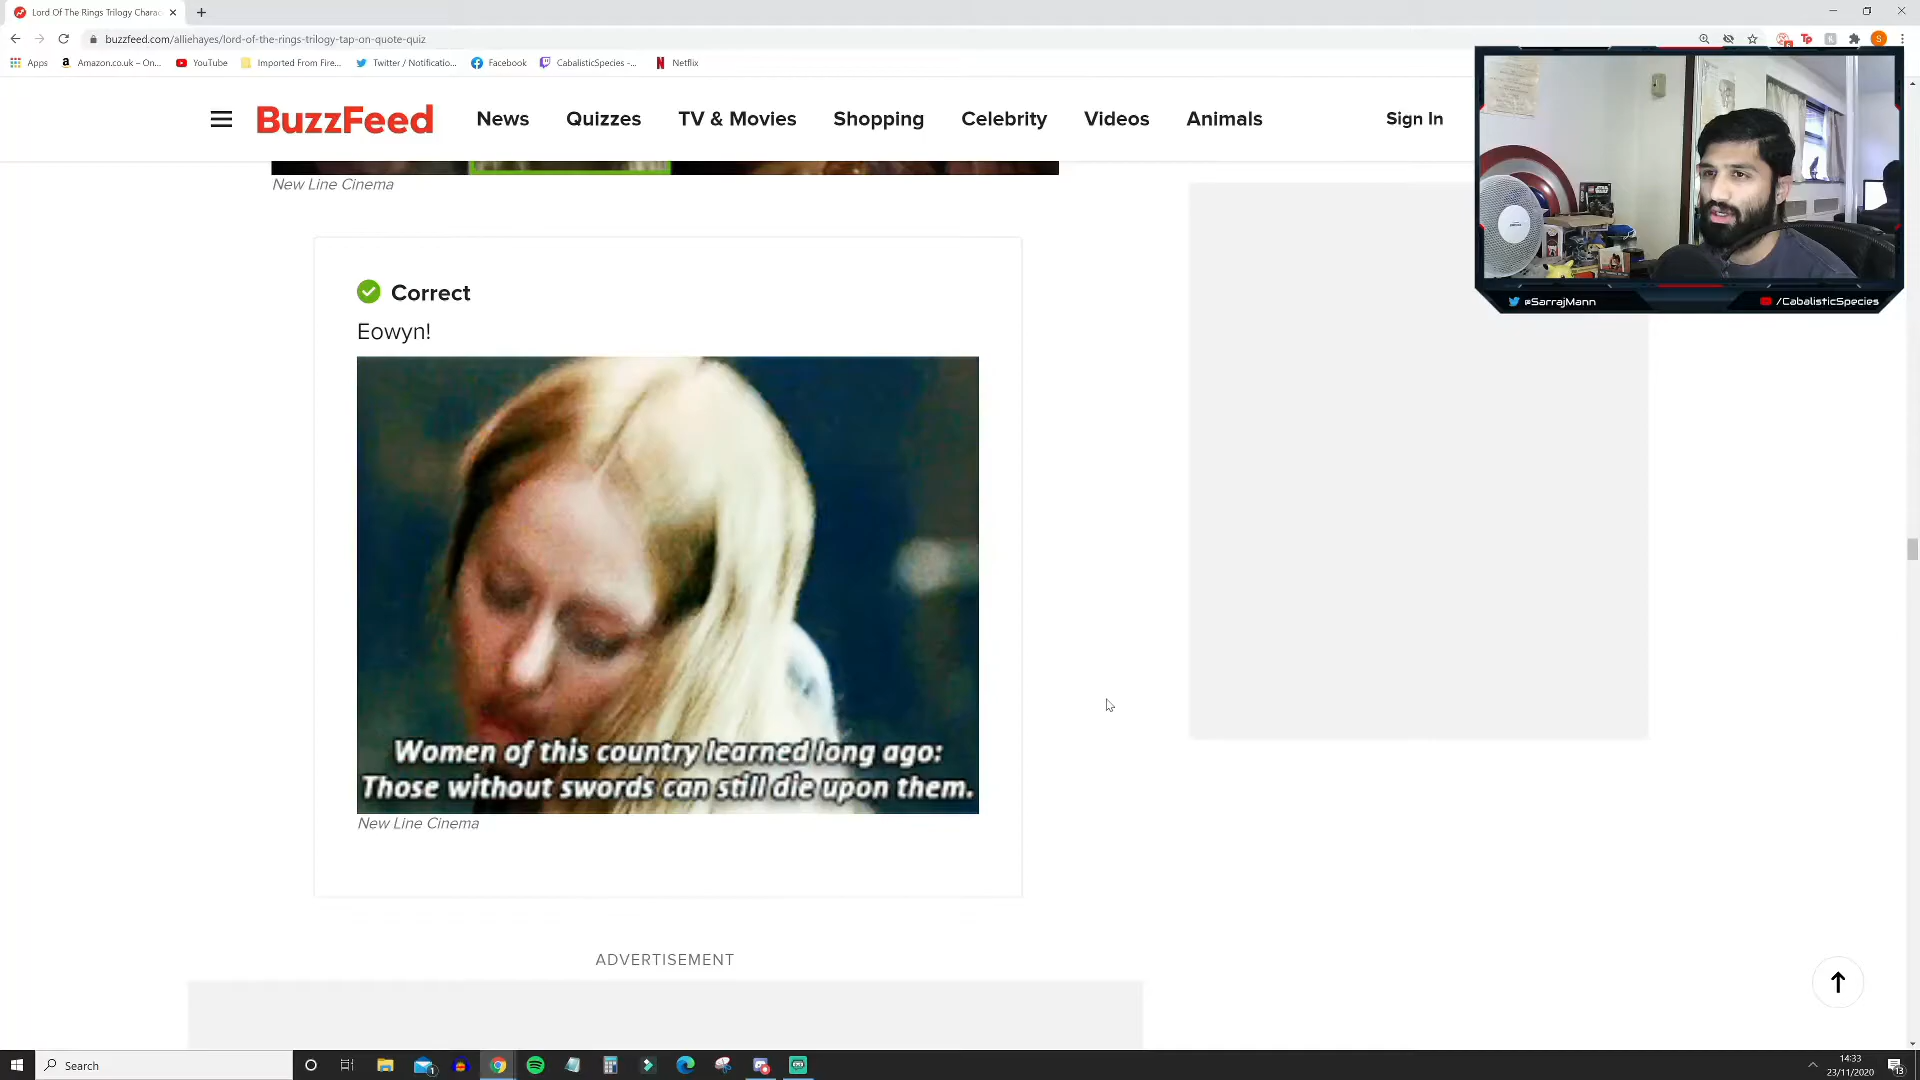 Lord Of The Rings Trilogy Charac
buzzfeed.com/alliehayes/lord-of-the-rings-trilogy-tap-on-quote-quiz
Apps
Amazon.co.uk – On...
YouTube
Imported From Fire...
Twitter / Notificatio...
Facebook
CabalisticSpecies -...
Netflix
BuzzFeed
News
Quizzes
TV & Movies
Shopping
Celebrity
Videos
Animals
Sign In
New Line Cinema
@SarrajMann
/CabalisticSpecies
Correct
Eowyn!
Women of this country learned long ago:
Those without swords can still die upon them.
New Line Cinema
ADVERTISEMENT
Search
14:33
23/11/2020